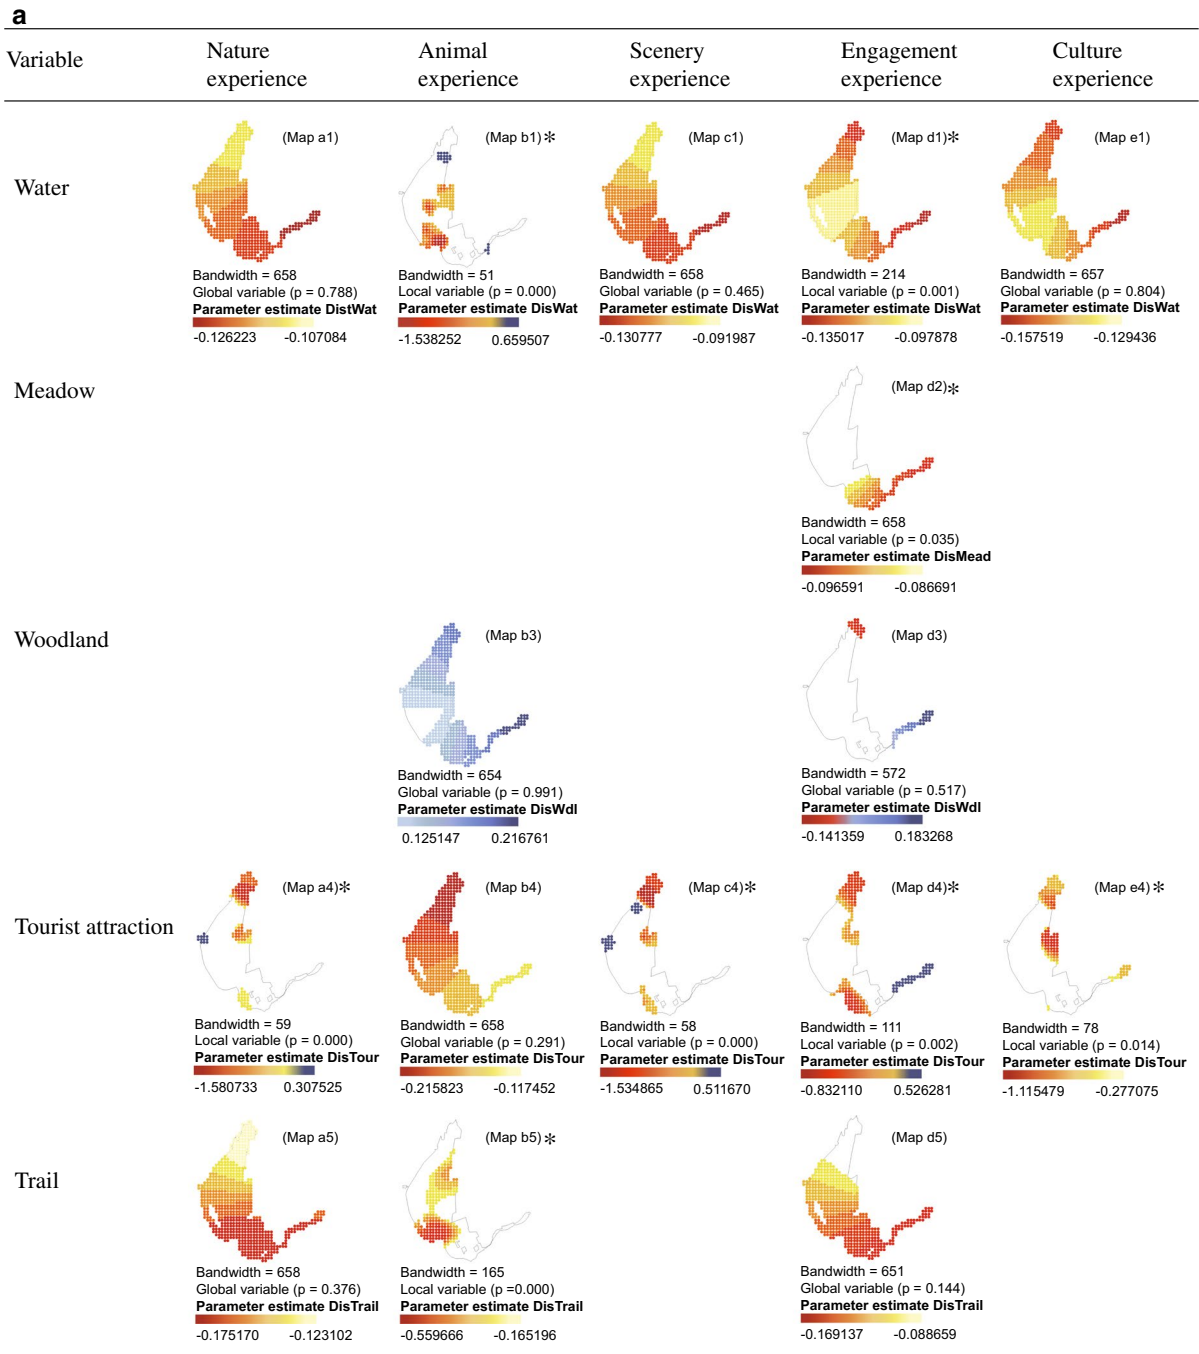 a
Variable
Nature
experience
Animal
experience
Scenery
experience
Engagement
experience
Culture
experience
Water
(Map a1)
Bandwidth = 658
Global variable (p = 0.788)
Parameter estimate DistWat
-0.126223 -0.107084
(Map b1)*
Bandwidth = 51
Local variable (p = 0.000)
Parameter estimate DisWat
-1.538252 0.659507
(Map c1)
Bandwidth = 658
Global variable (p = 0.465)
Parameter estimate DisWat
-0.130777 -0.091987
(Map d1)*
Bandwidth = 214
Local variable (p = 0.001)
Parameter estimate DisWat
-0.135017 -0.097878
(Map e1)
Bandwidth = 657
Global variable (p = 0.804)
Parameter estimate DisWat
-0.157519 -0.129436
Meadow
(Map d2)*
Bandwidth = 658
Local variable (p = 0.035)
Parameter estimate DisMead
-0.096591 -0.086691
Woodland
(Map b3)
Bandwidth = 654
Global variable (p = 0.991)
Parameter estimate DisWdl
0.125147 0.216761
(Map d3)
Bandwidth = 572
Global variable (p = 0.517)
Parameter estimate DisWdl
-0.141359 0.183268
Tourist attraction
(Map a4)*
Bandwidth = 59
Local variable (p = 0.000)
Parameter estimate DisTour
-1.580733 0.307525
(Map b4)
Bandwidth = 658
Global variable (p = 0.291)
Parameter estimate DisTour
-0.215823 -0.117452
(Map c4)*
Bandwidth = 58
Local variable (p = 0.000)
Parameter estimate DisTour
-1.534865 0.511670
(Map d4)*
Bandwidth = 111
Local variable (p = 0.002)
Parameter estimate DisTour
-0.832110 0.526281
(Map e4)*
Bandwidth = 78
Local variable (p = 0.014)
Parameter estimate DisTour
-1.115479 -0.277075
Trail
(Map a5)
Bandwidth = 658
Global variable (p = 0.376)
Parameter estimate DisTrail
-0.175170 -0.123102
(Map b5)*
Bandwidth = 165
Local variable (p =0.000)
Parameter estimate DisTrail
-0.559666 -0.165196
(Map d5)
Bandwidth = 651
Global variable (p = 0.144)
Parameter estimate DisTrail
-0.169137 -0.088659